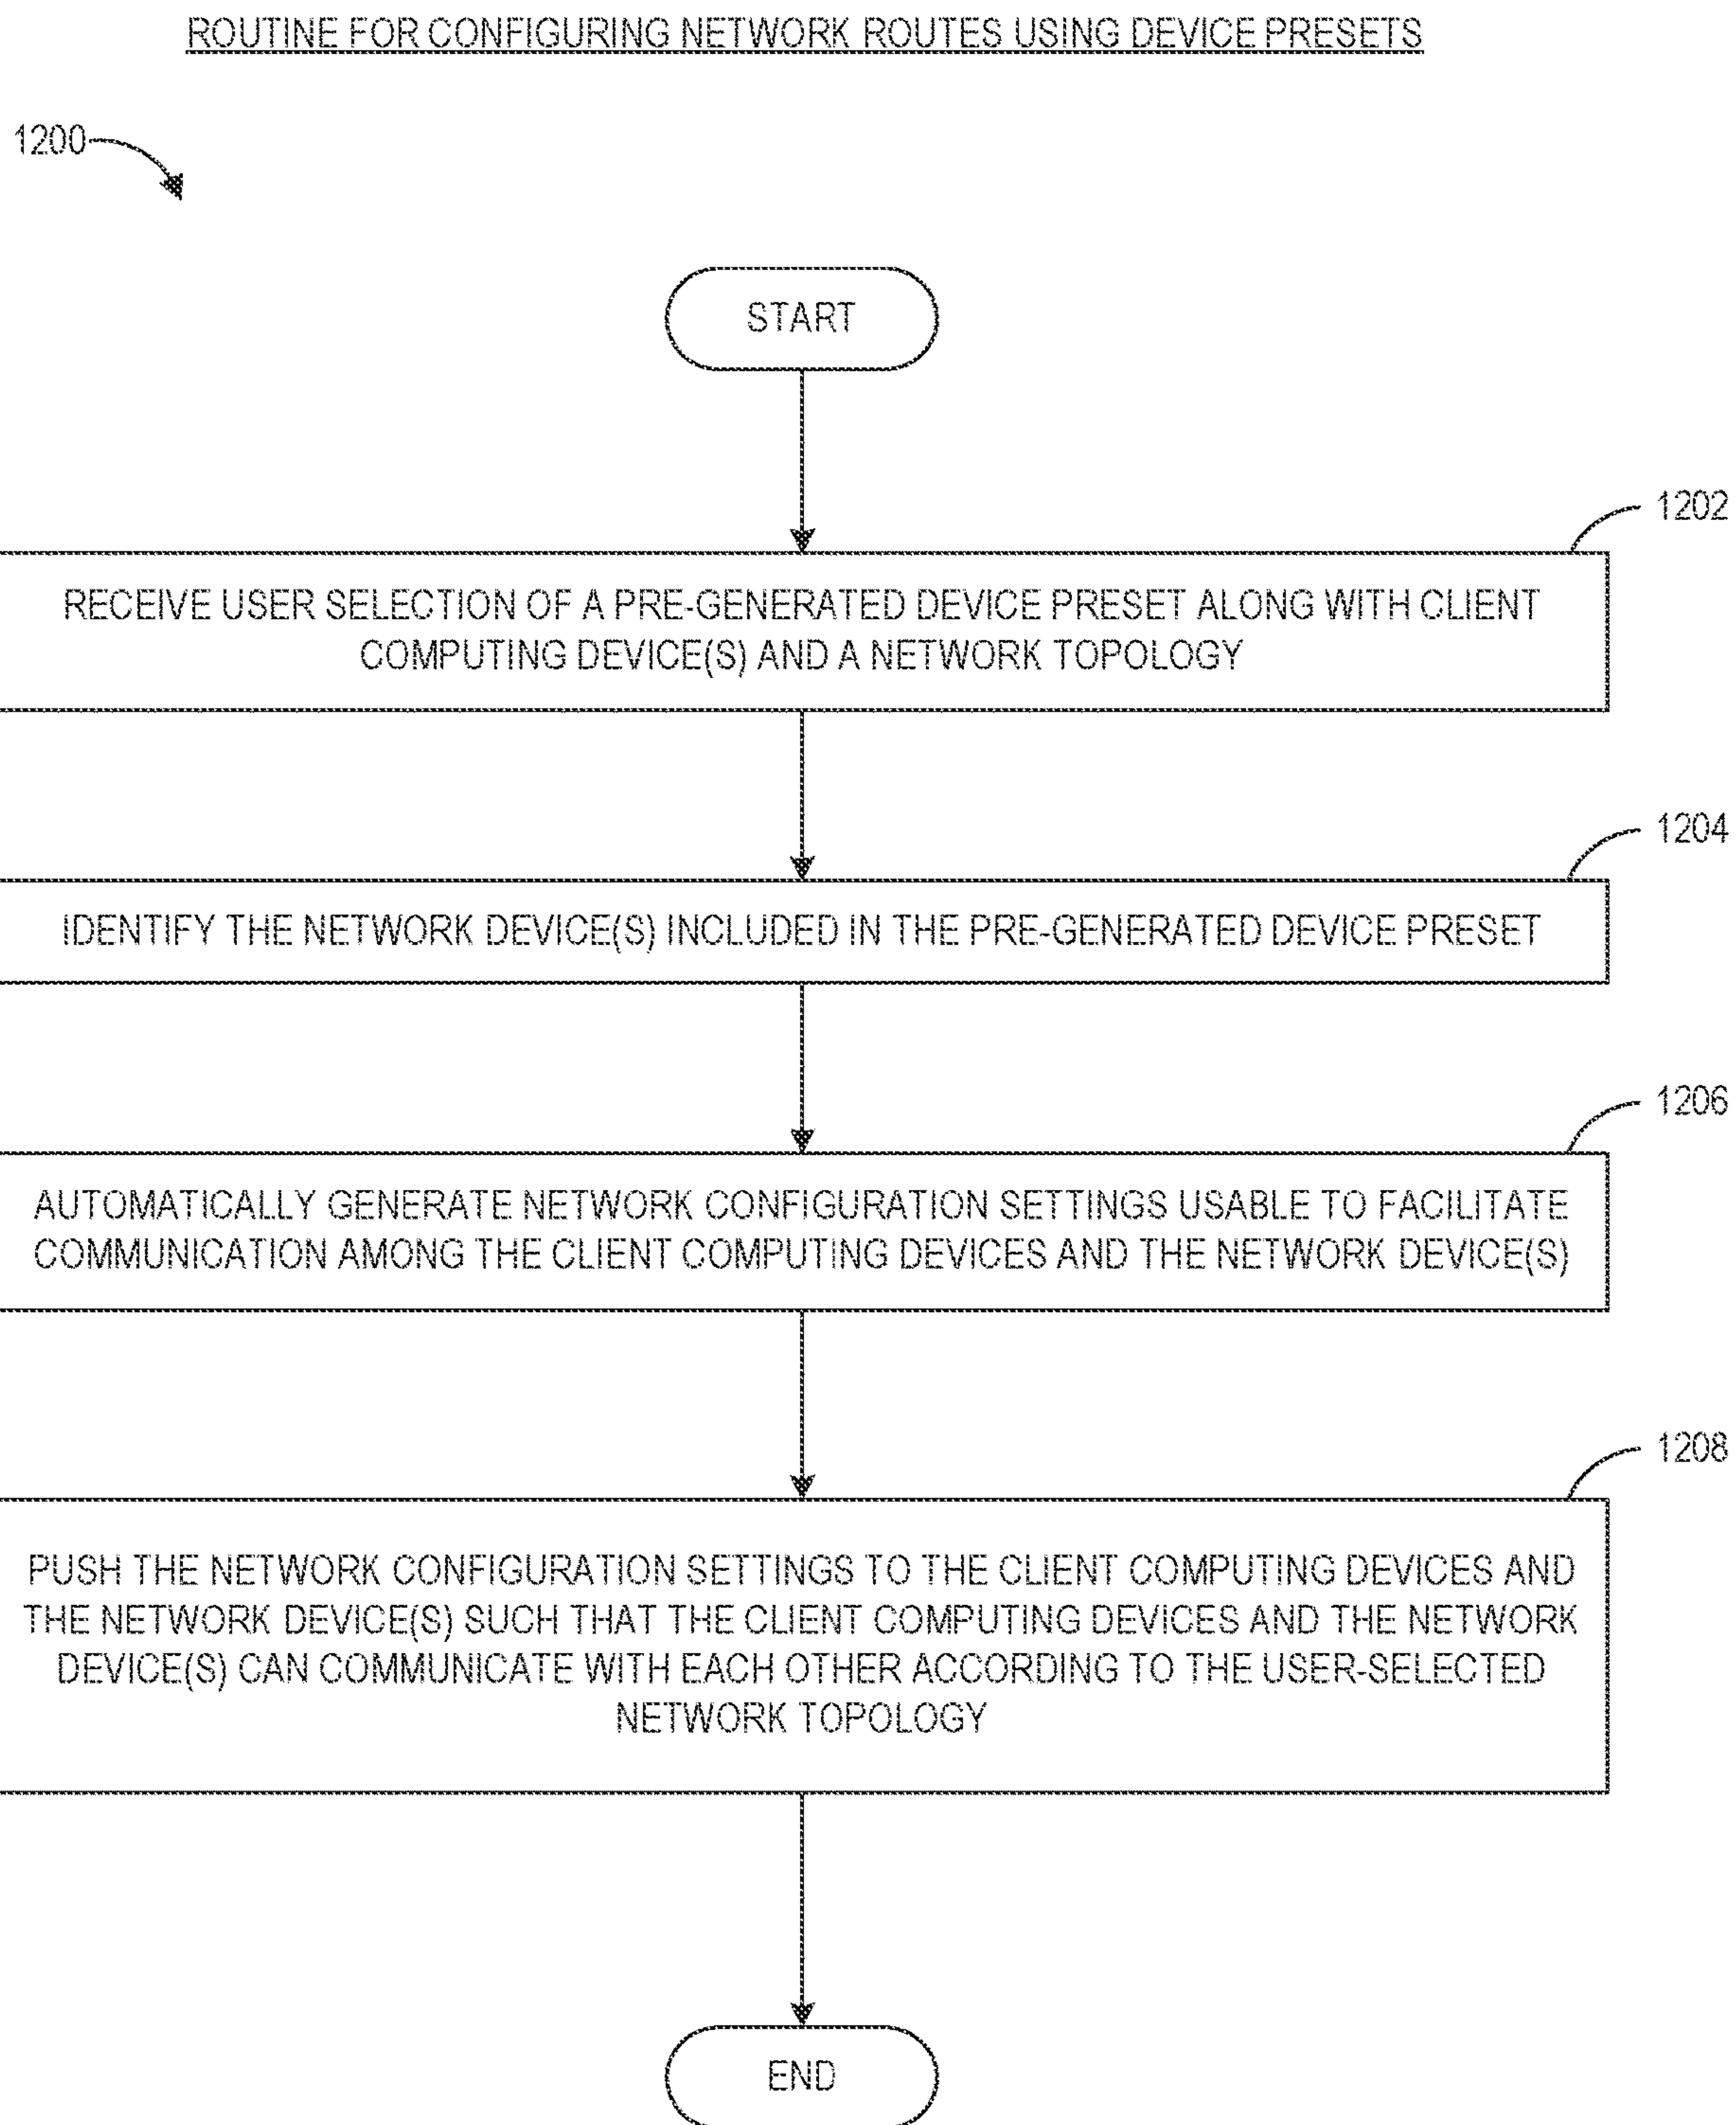 ROUTINE FOR CONFIGURING NETWORK ROUTES USING DEVICE PRESETS
1200
START
1202
RECEIVE USER SELECTION OF A PRE-GENERATED DEVICE PRESET ALONG WITH CLIENT
COMPUTING DEVICE(S) AND A NETWORK TOPOLOGY
1204
IDENTIFY THE NETWORK DEVICE(S) INCLUDED IN THE PRE-GENERATED DEVICE PRESET
1206
AUTOMATICALLY GENERATE NETWORK CONFIGURATION SETTINGS USABLE TO FACILITATE
COMMUNICATION AMONG THE CLIENT COMPUTING DEVICES AND THE NETWORK DEVICE(S)
1208
PUSH THE NETWORK CONFIGURATION SETTINGS TO THE CLIENT COMPUTING DEVICES AND
THE NETWORK DEVICE(S) SUCH THAT THE CLIENT COMPUTING DEVICES AND THE NETWORK
DEVICE(S) CAN COMMUNICATE WITH EACH OTHER ACCORDING TO THE USER-SELECTED
NETWORK TOPOLOGY
END